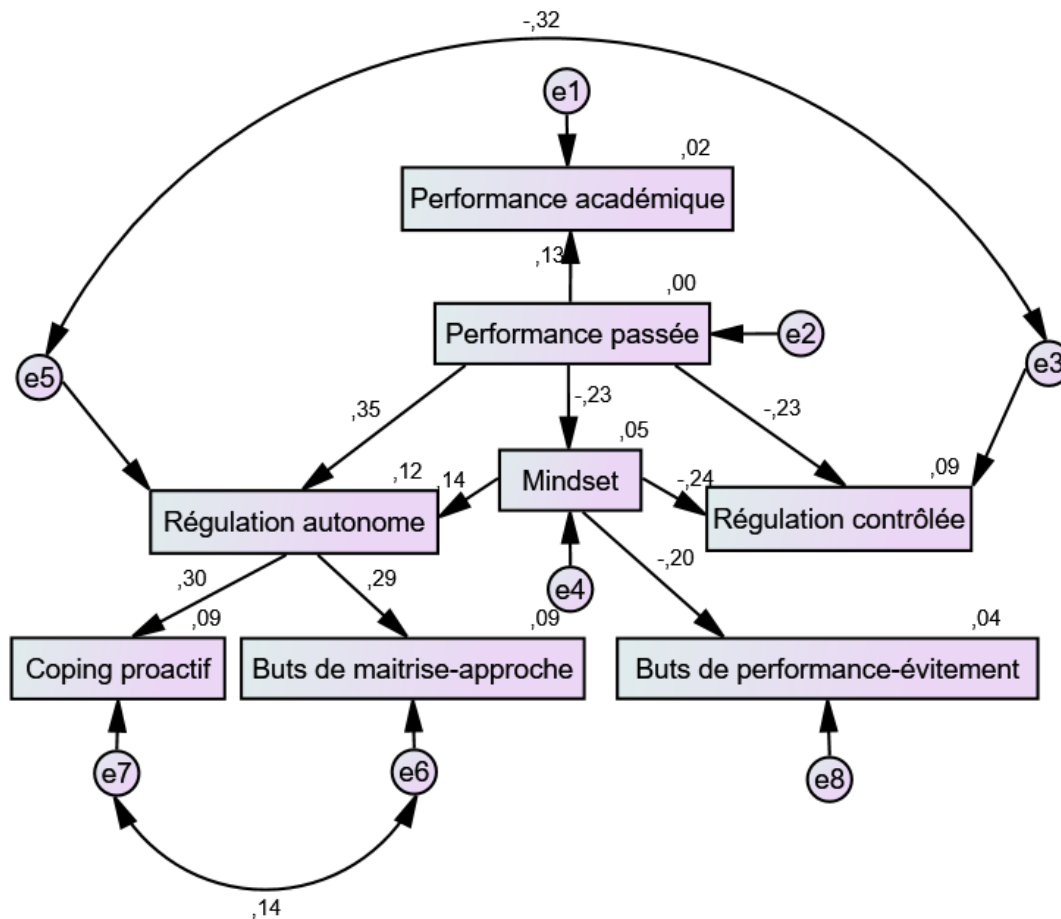 -,32
e1
,02
Performance académique
,13
,00
Performance passée
e2
e5
e3
,35
-,23
-,23
,05
,12
,14
Mindset
-,24
,09
Régulation autonome
Régulation contrôlée
,30
,29
e4
-,20
,09
,09
,04
Coping proactif
Buts de maitrise-approche
Buts de performance-évitement
e7
e6
e8
,14